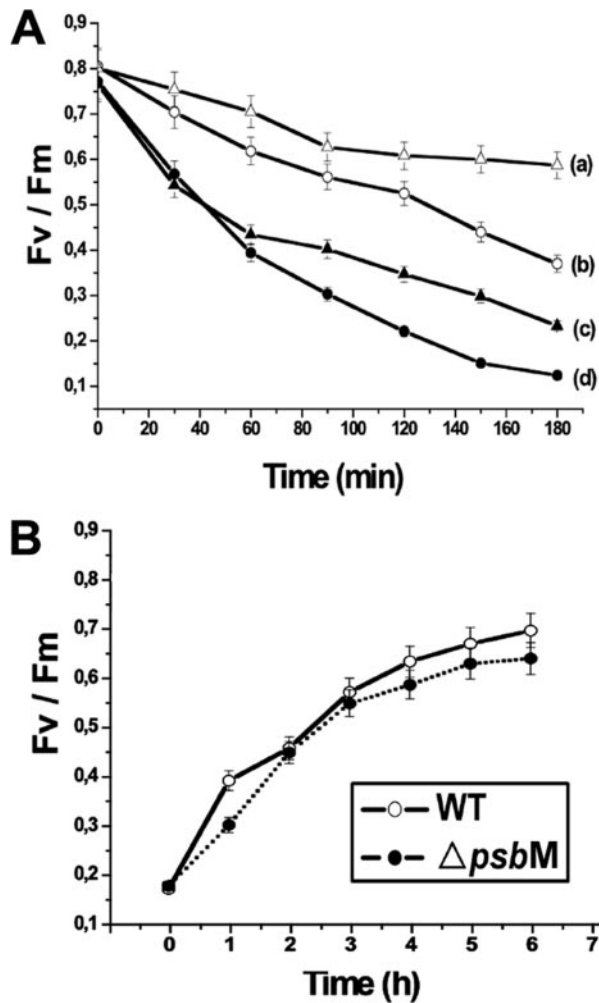 A
Fv / Fm
0,9
0,8
0,7
0,6
0,5
0,4
0,3
0,2
0,1
(a)
(b)
(c)
(d)
0 20 40 60 80 100 120 140 160 180
Time (min)
B
Fv / Fm
0,9
0,8
0,7
0,6
0,5
0,4
0,3
0,2
0,1
WT
△psbM
0 1 2 3 4 5 6 7
Time (h)